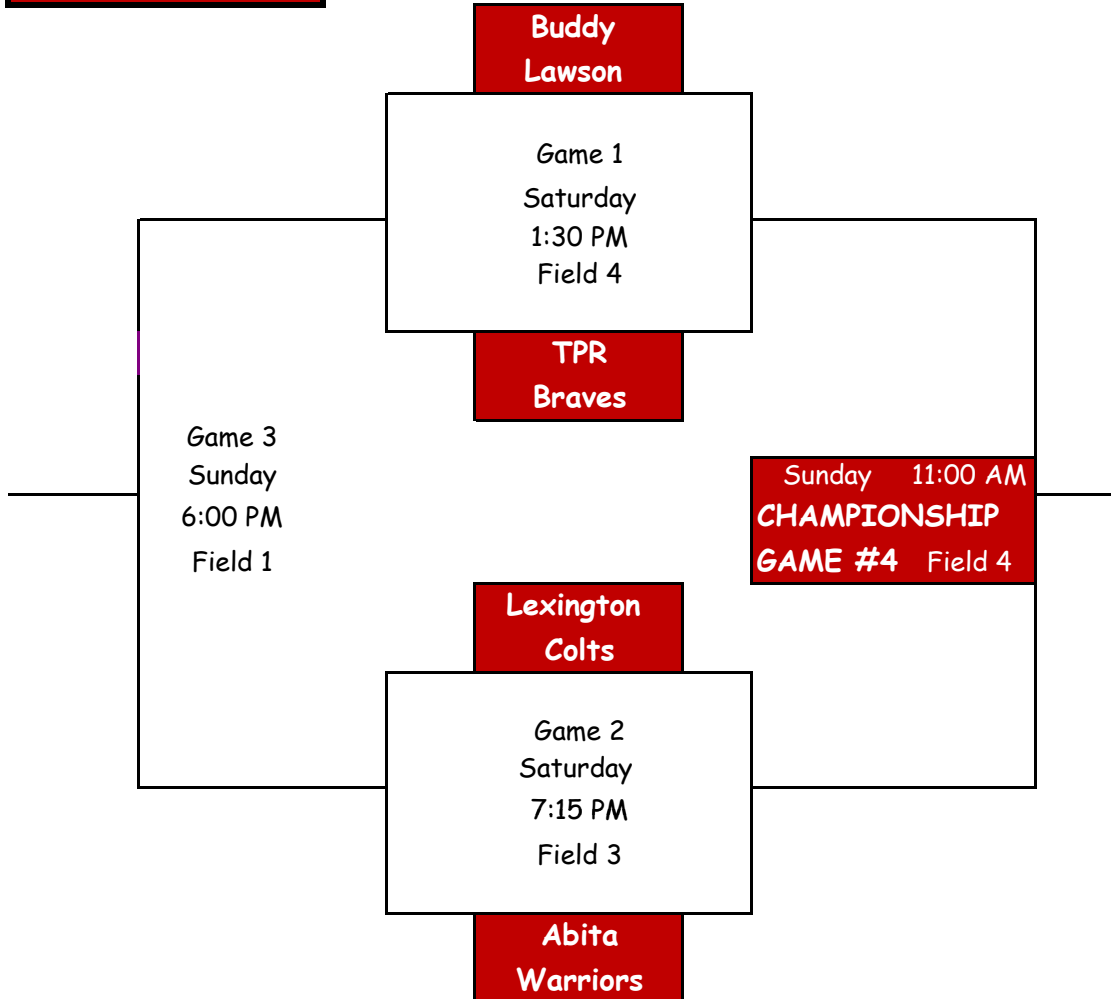 Buddy
Lawson
Game 1
Saturday
1:30 PM
Field 4
TPR
Braves
Game 3
Sunday
6:00 PM
Field 1
Sunday 11:00 AM
CHAMPIONSHIP
GAME #4 Field 4
Lexington
Colts
Game 2
Saturday
7:15 PM
Field 3
Abita
Warriors